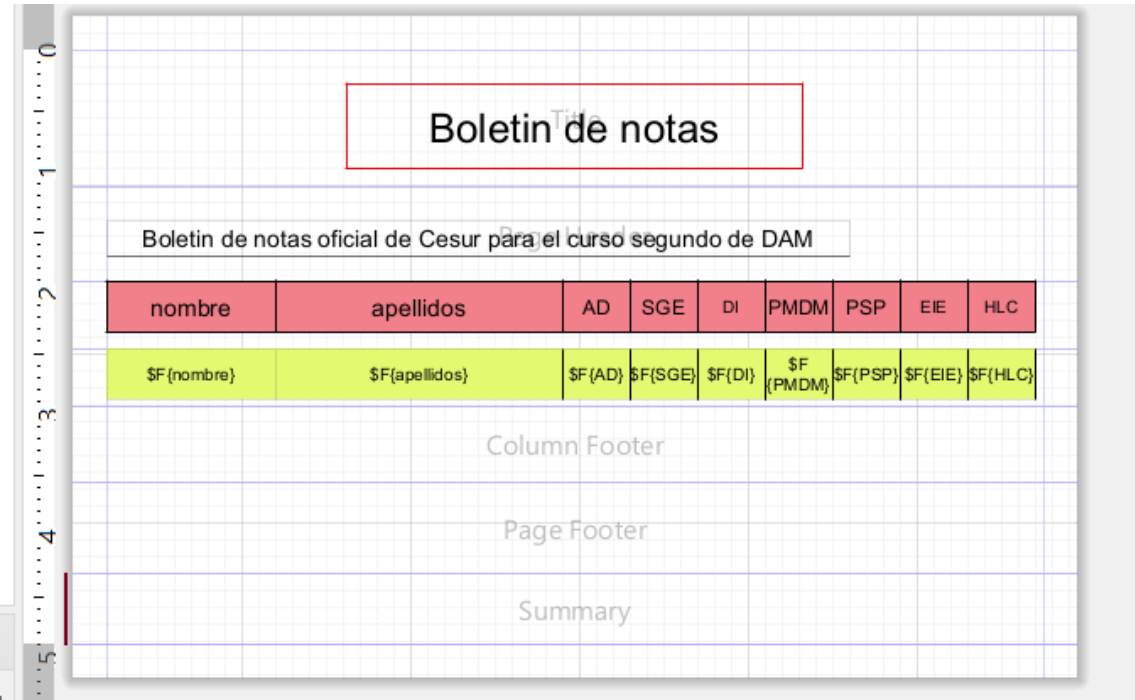 0
Title
Boletin de notas
1
Page Header
Boletin de notas oficial de Cesur para el curso segundo de DAM
2
nombre apellidos AD SGE DI PMDM PSP EIE HLC
$F{nombre} $F{apellidos} $F{AD} $F{SGE} $F{DI} $F
{PMDM} $F{PSP} $F{EIE} $F{HLC}
3
Column Footer
4
Page Footer
Summary
5